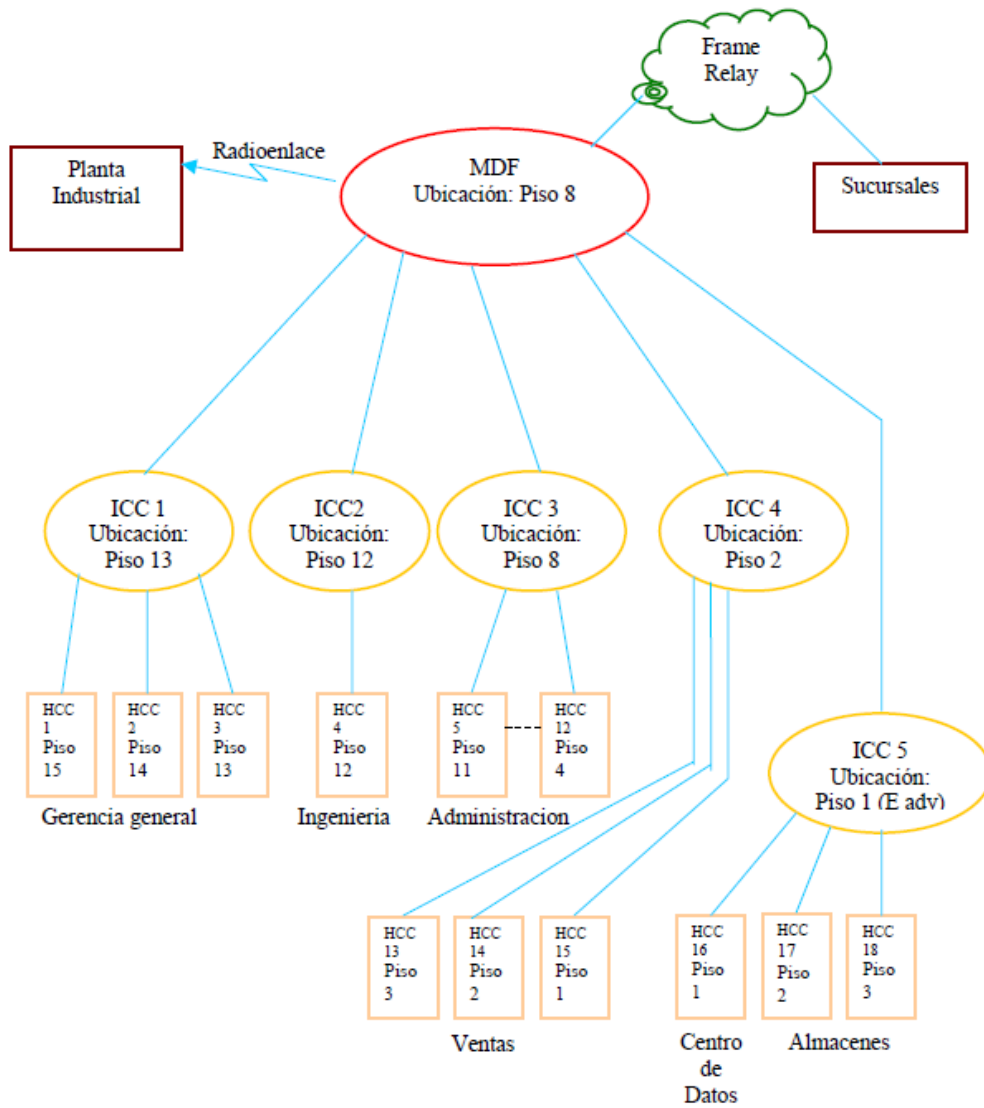 Frame
Relay
Radioenlace
Planta
Industrial
MDF
Ubicación: Piso 8
Sucursales
ICC 1
Ubicación:
Piso 13
ICC2
Ubicación:
Piso 12
ICC 3
Ubicación:
Piso 8
ICC 4
Ubicación:
Piso 2
HCC
1
Piso
15
HCC
2
Piso
14
HCC
3
Piso
13
HCC
4
Piso
12
HCC
5
Piso
11
HCC
12
Piso
4
Gerencia general
Ingenieria
Administracion
ICC 5
Ubicación:
Piso 1 (E ady)
HCC
13
Piso
3
HCC
14
Piso
2
HCC
15
Piso
1
HCC
16
Piso
1
HCC
17
Piso
2
HCC
18
Piso
3
Ventas
Centro
de
Datos
Almacenes